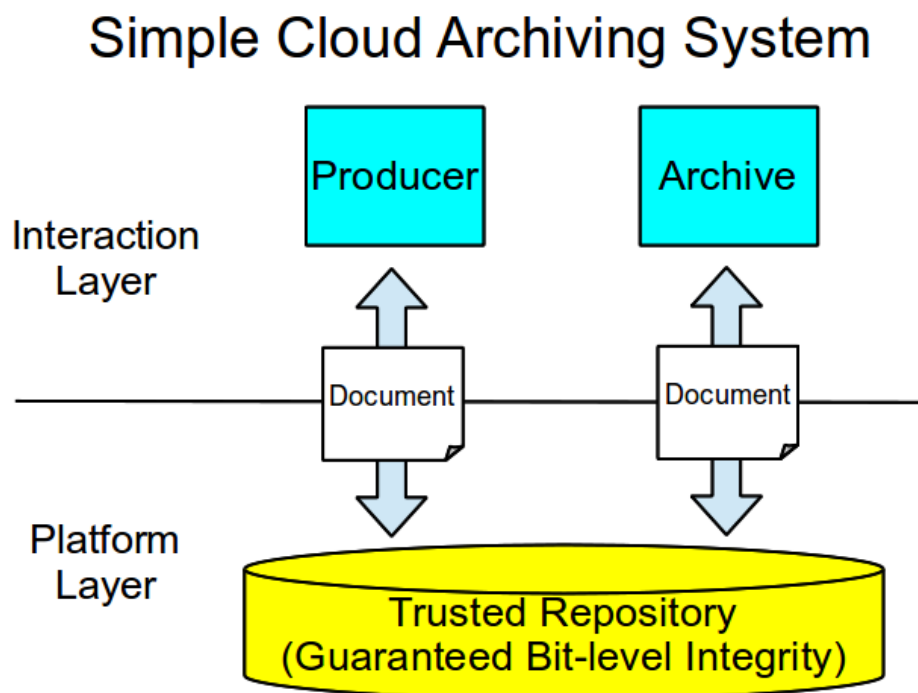 Simple Cloud Archiving System
Producer
Archive
Interaction
Layer
Document
Document
Platform
Layer
Trusted Repository
(Guaranteed Bit-level Integrity)